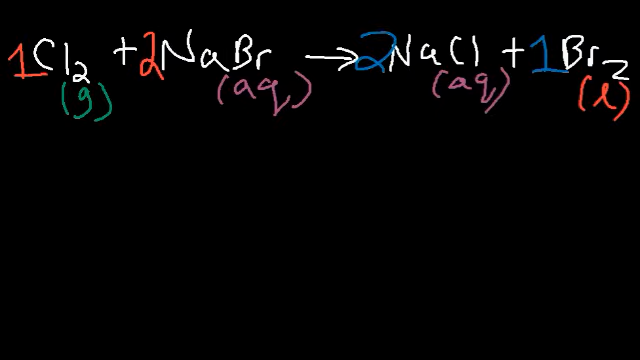 1Cl₂ + 2NaBr → 2NaCl + 1Br₂
(g) (aq) (aq) (l)